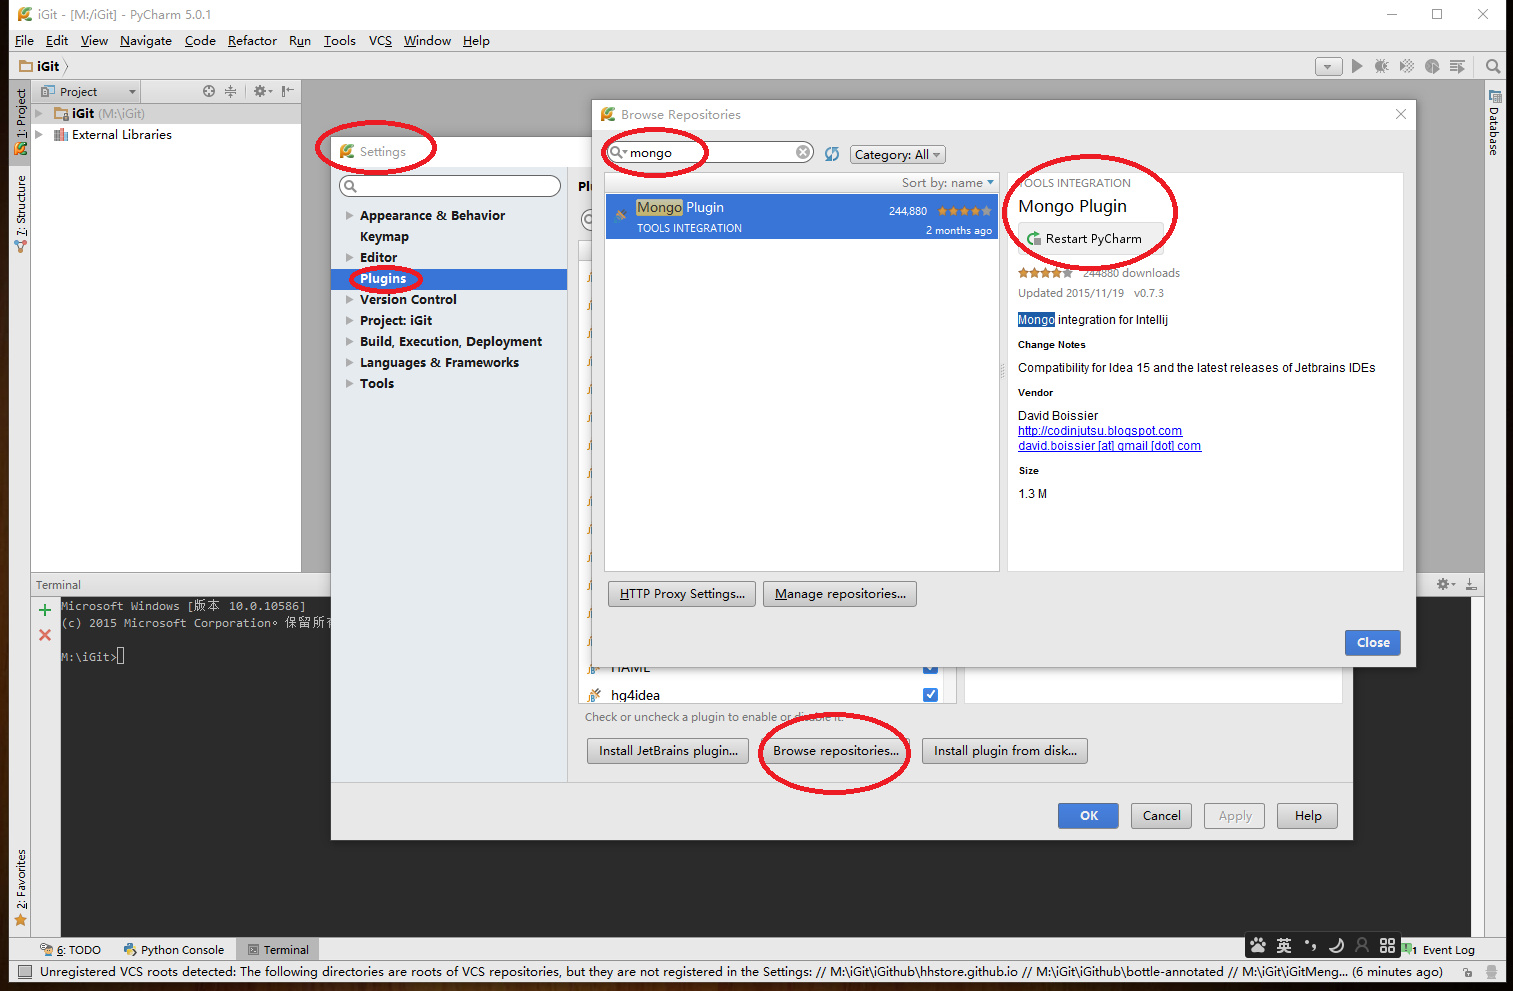 iGit - [M:/iGit] - PyCharm 5.0.1
File Edit View Navigate Code Refactor Run Tools VCS Window Help
iGit
1: Project
Project
iGit (M:\iGit)
External Libraries
7: Structure
Database
Settings
Appearance & Behavior
Keymap
Editor
Plugins
Version Control
Project: iGit
Build, Execution, Deployment
Languages & Frameworks
Tools
Browse Repositories
mongo
Category: All
Sort by: name
Mongo Plugin
244,880
TOOLS INTEGRATION
2 months ago
TOOLS INTEGRATION
Mongo Plugin
Restart PyCharm
244880 downloads
Updated 2015/11/19 v0.7.3
Mongo integration for Intellij
Change Notes
Compatibility for Idea 15 and the latest releases of Jetbrains IDEs
Vendor
David Boissier
http://codinjutsu.blogspot.com
david.boissier [at] gmail [dot] com
Size
1.3 M
HTTP Proxy Settings...
Manage repositories...
Close
HAML
hg4idea
Check or uncheck a plugin to enable or disable it.
Install JetBrains plugin...
Browse repositories...
Install plugin from disk...
OK
Cancel
Apply
Help
Terminal
Microsoft Windows [版本 10.0.10586]
(c) 2015 Microsoft Corporation。保留所有
M:\iGit>
2: Favorites
6: TODO
Python Console
Terminal
英
1 Event Log
Unregistered VCS roots detected: The following directories are roots of VCS repositories, but they are not registered in the Settings: // M:\iGit\iGithub\hhstore.github.io // M:\iGit\iGithub\bottle-annotated // M:\iGit\iGitMeng... (6 minutes ago)